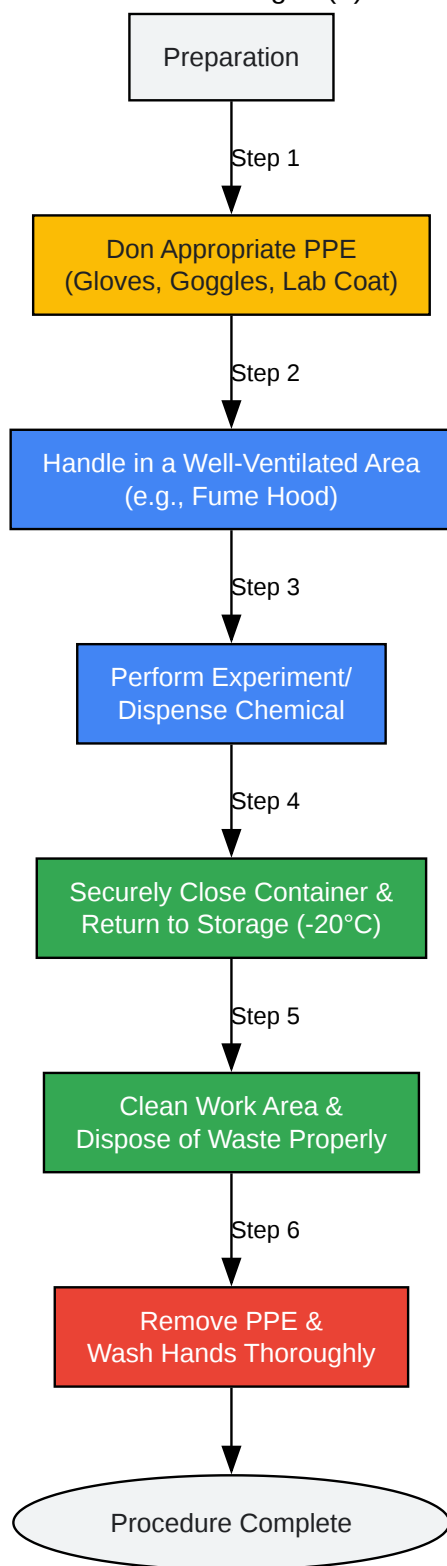 Preparation
Step 1
Don Appropriate PPE
(Gloves, Goggles, Lab Coat)
Step 2
Handle in a Well-Ventilated Area
(e.g., Fume Hood)
Step 3
Perform Experiment/
Dispense Chemical
Step 4
Securely Close Container &
Return to Storage (-20°C)
Step 5
Clean Work Area &
Dispose of Waste Properly
Step 6
Remove PPE &
Wash Hands Thoroughly
Procedure Complete